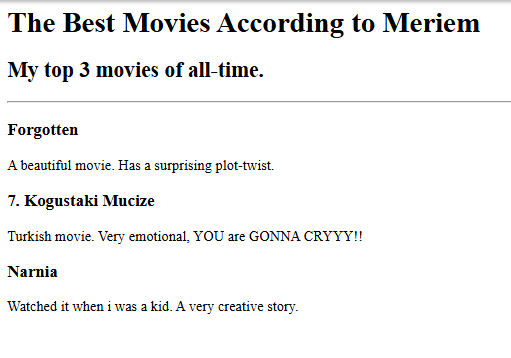 The Best Movies According to Meriem
My top 3 movies of all-time.
Forgotten
A beautiful movie. Has a surprising plot-twist.
7. Kogustaki Mucize
Turkish movie. Very emotional, YOU are GONNA CRYYY!!
Narnia
Watched it when i was a kid. A very creative story.